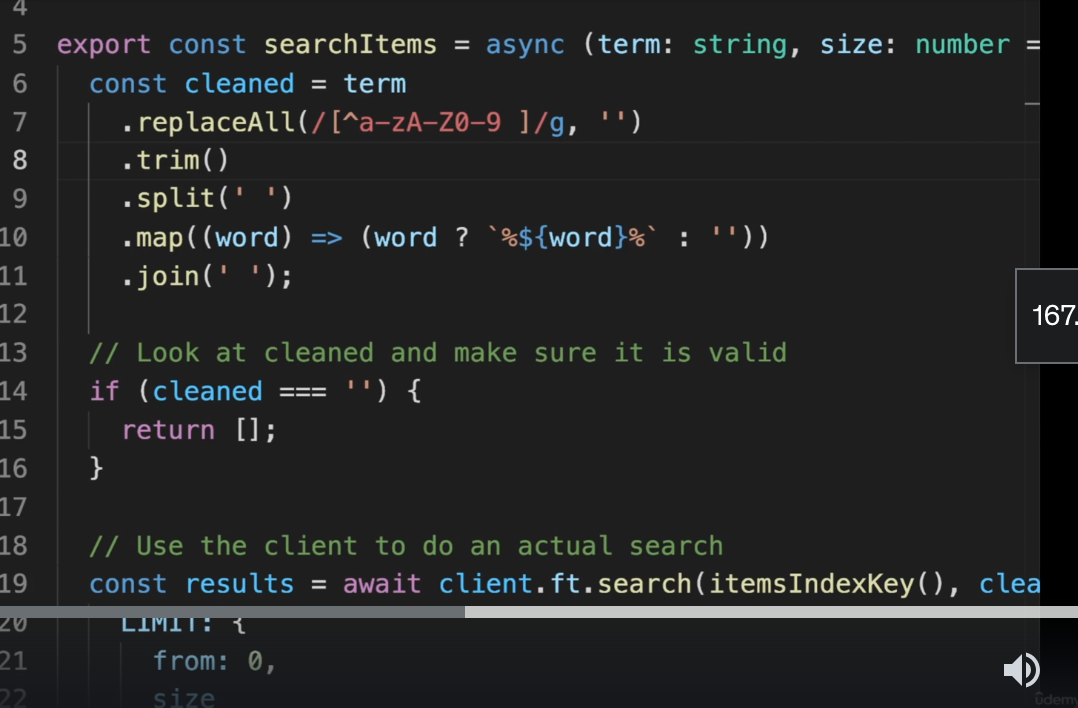 4
5 export const searchItems = async (term: string, size: number =
6 const cleaned = term
7 .replaceAll(/[^a-zA-Z0-9 ]/g, '')
8 .trim()
9 .split(' ')
10 .map((word) => (word ? `%${word}%` : ''))
11 .join(' ');
12
13 // Look at cleaned and make sure it is valid
14 if (cleaned === '') {
15 return [];
16 }
17
18 // Use the client to do an actual search
19 const results = await client.ft.search(itemsIndexKey(), clea
20 LIMIT: {
21 from: 0,
22 size
167.
ûdemy